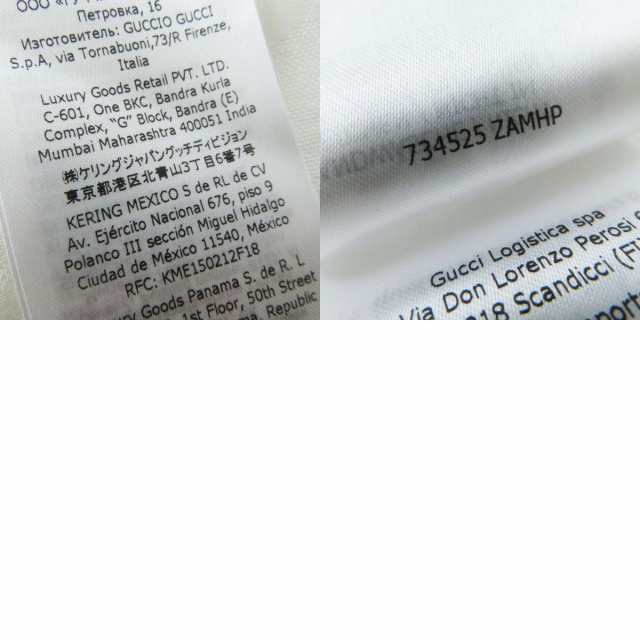 Петровка, 16
Изготовитель: GUCCIO GUCCI
S.p.A, via Tornabuoni,73/R Firenze,
Italia
Luxury Goods Retail PVT. LTD.
C-601, One BKC, Bandra Kurla
Complex, "G" Block, Bandra (E)
Mumbai Maharashtra 400051 India
㈱ケリングジャパングッチディビジョン
東京都港区北青山3丁目6番7号
KERING MEXICO S de RL de CV
Av. Ejército Nacional 676, piso 9
Polanco III sección Miguel Hidalgo
Ciudad de México 11540, México
RFC: KME150212F18
Goods Panama S. de R. L
1st Floor, 50th Street
Republic
734525 ZAMHP
Gucci Logistica spa
Via Don Lorenzo Perosi
Scandicci